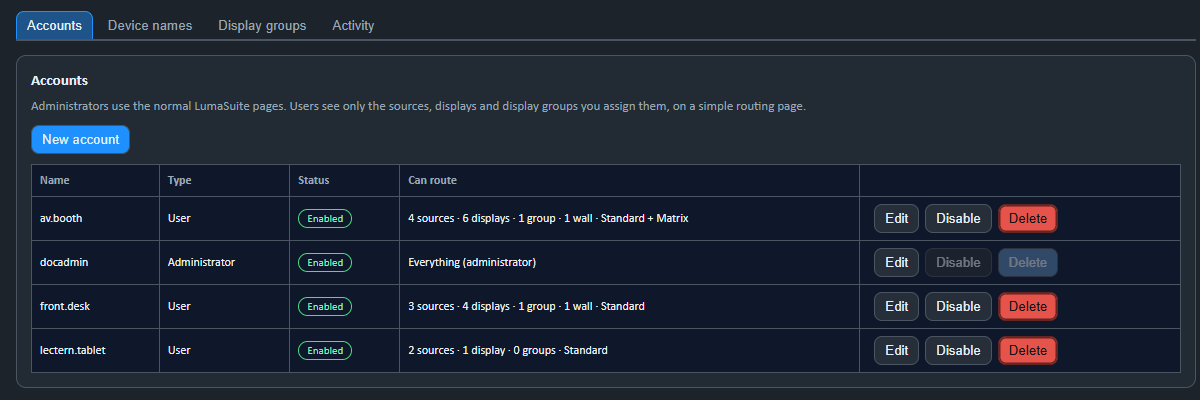 Accounts Device names Display groups Activity
Accounts
Administrators use the normal LumaSuite pages. Users see only the sources, displays and display groups you assign them, on a simple routing page.
New account
Name Type Status Can route
av.booth User Enabled 4 sources · 6 displays · 1 group · 1 wall · Standard + Matrix Edit Disable Delete
docadmin Administrator Enabled Everything (administrator) Edit Disable Delete
front.desk User Enabled 3 sources · 4 displays · 1 group · 1 wall · Standard Edit Disable Delete
lectern.tablet User Enabled 2 sources · 1 display · 0 groups · Standard Edit Disable Delete